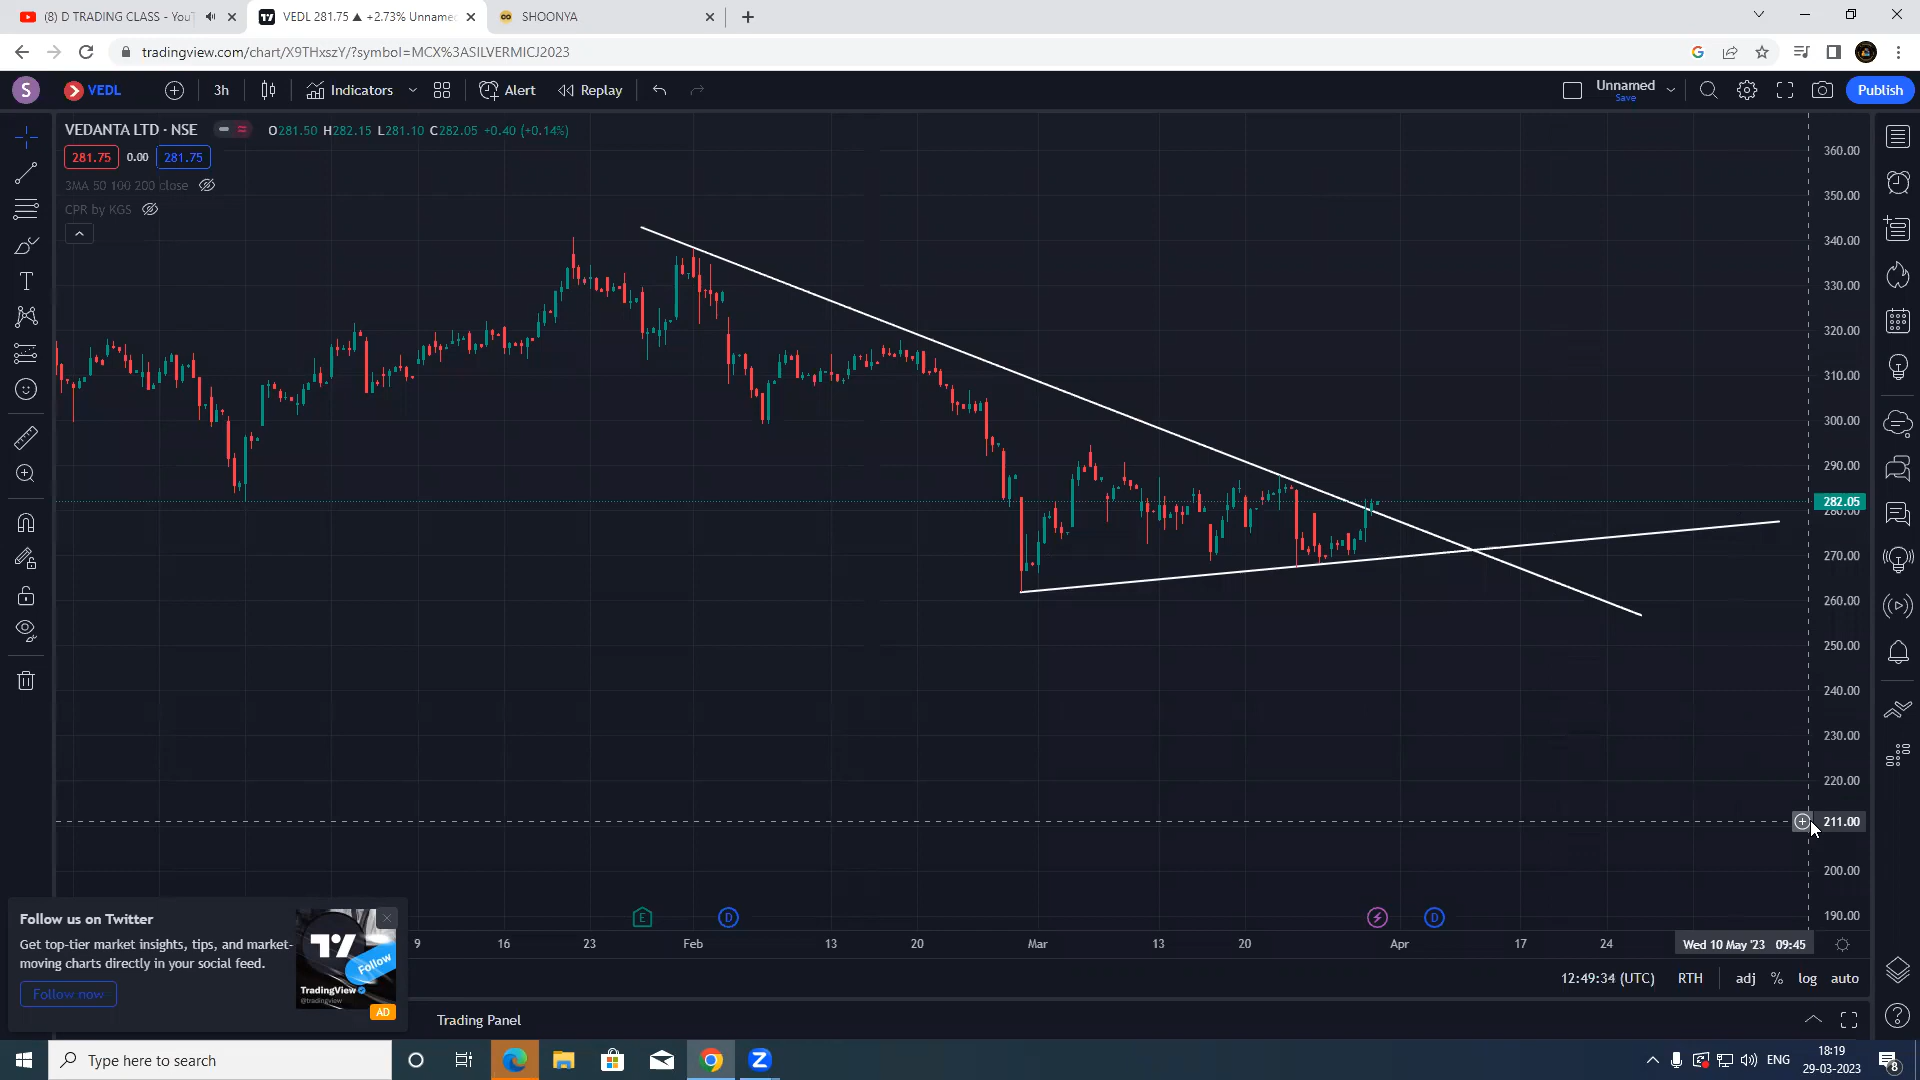 (8) D TRADING CLASS - You
VEDL 281.75 ▲ +2.73% Unname
SHOONYA
tradingview.com/chart/X9THxszY/?symbol=MCX%3ASILVERMICJ2023
S
VEDL
3h
Indicators
Alert
Replay
Unnamed
Save
Publish
VEDANTA LTD · NSE
O281.50 H282.15 L281.10 C282.05 +0.40 (+0.14%)
281.75
0.00
281.75
3MA 50 100 200 close
CPR by KGS
360.00
350.00
340.00
330.00
320.00
310.00
300.00
290.00
282.05
280.00
270.00
260.00
250.00
240.00
230.00
220.00
211.00
200.00
190.00
E
D
D
9
16
23
Feb
13
20
Mar
13
20
Apr
17
24
Wed 10 May '23 09:45
Follow us on Twitter
Get top-tier market insights, tips, and market-
moving charts directly in your social feed.
Follow now
Follow
TradingView
@tradingview
AD
12:49:34 (UTC)
RTH
adj
%
log
auto
Trading Panel
Type here to search
ENG
18:19
29-03-2023
8